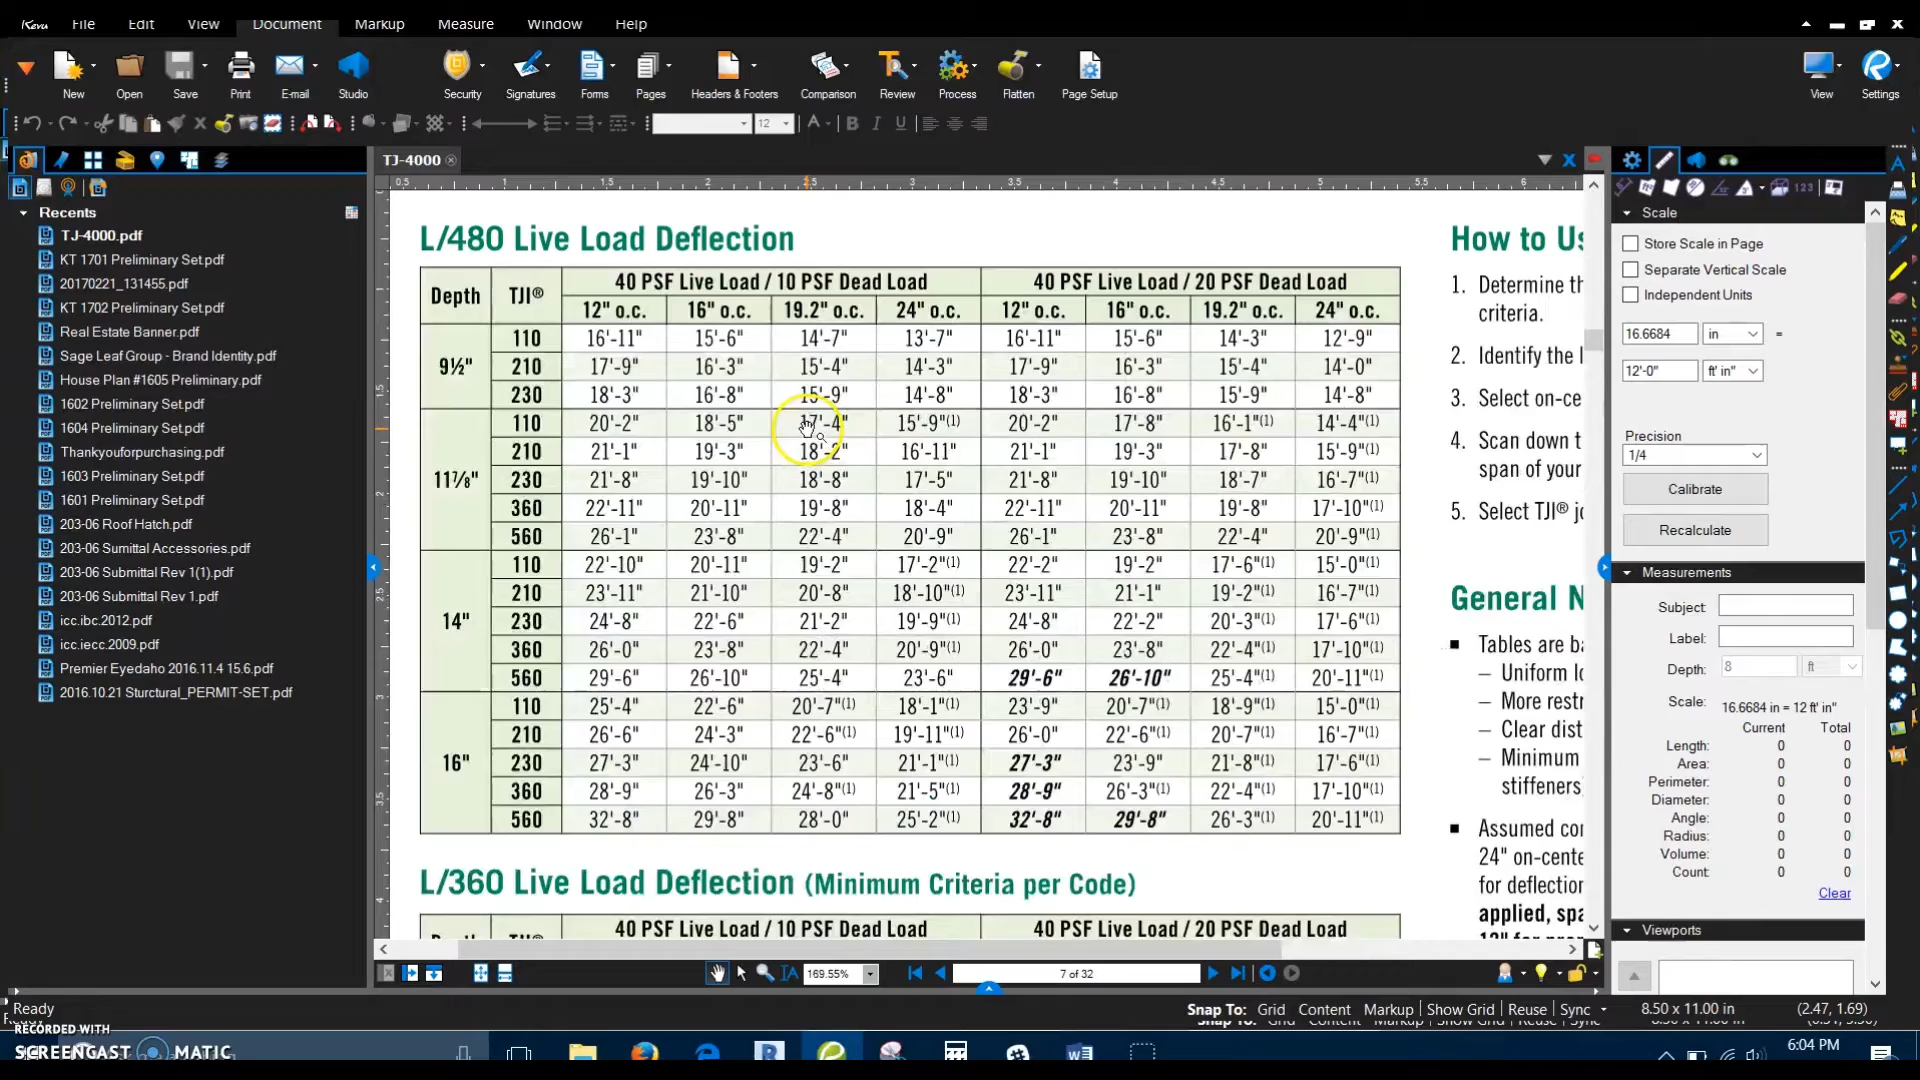 Revu File Edit View Document Markup Measure Window Help
New Open Save Print E-mail Studio Security Signatures Forms Pages Headers & Footers Comparison Review Process Flatten Page Setup View Settings
12
TJ-4000
Recents
TJ-4000.pdf
KT 1701 Preliminary Set.pdf
20170221_131455.pdf
KT 1702 Preliminary Set.pdf
Real Estate Banner.pdf
Sage Leaf Group - Brand Identity.pdf
House Plan #1605 Preliminary.pdf
1602 Preliminary Set.pdf
1604 Preliminary Set.pdf
Thankyouforpurchasing.pdf
1603 Preliminary Set.pdf
1601 Preliminary Set.pdf
203-06 Roof Hatch.pdf
203-06 Sumittal Accessories.pdf
203-06 Submittal Rev 1(1).pdf
203-06 Submittal Rev 1.pdf
icc.ibc.2012.pdf
icc.iecc.2009.pdf
Premier Eyedaho 2016.11.4 15.6.pdf
2016.10.21 Sturctural_PERMIT-SET.pdf
0.5 1 1.5 2 2.5 3 3.5 4 4.5 5 5.5 6
1.5
2
2.5
3
3.5
4
L/480 Live Load Deflection
Depth TJI® 40 PSF Live Load / 10 PSF Dead Load 40 PSF Live Load / 20 PSF Dead Load
12" o.c. 16" o.c. 19.2" o.c. 24" o.c. 12" o.c. 16" o.c. 19.2" o.c. 24" o.c.
9½" 110 16'-11" 15'-6" 14'-7" 13'-7" 16'-11" 15'-6" 14'-3" 12'-9"
210 17'-9" 16'-3" 15'-4" 14'-3" 17'-9" 16'-3" 15'-4" 14'-0"
230 18'-3" 16'-8" 15'-9" 14'-8" 18'-3" 16'-8" 15'-9" 14'-8"
11⅞" 110 20'-2" 18'-5" 17'-4" 15'-9"(1) 20'-2" 17'-8" 16'-1"(1) 14'-4"(1)
210 21'-1" 19'-3" 18'-2" 16'-11" 21'-1" 19'-3" 17'-8" 15'-9"(1)
230 21'-8" 19'-10" 18'-8" 17'-5" 21'-8" 19'-10" 18'-7" 16'-7"(1)
360 22'-11" 20'-11" 19'-8" 18'-4" 22'-11" 20'-11" 19'-8" 17'-10"(1)
560 26'-1" 23'-8" 22'-4" 20'-9" 26'-1" 23'-8" 22'-4" 20'-9"(1)
14" 110 22'-10" 20'-11" 19'-2" 17'-2"(1) 22'-2" 19'-2" 17'-6"(1) 15'-0"(1)
210 23'-11" 21'-10" 20'-8" 18'-10"(1) 23'-11" 21'-1" 19'-2"(1) 16'-7"(1)
230 24'-8" 22'-6" 21'-2" 19'-9"(1) 24'-8" 22'-2" 20'-3"(1) 17'-6"(1)
360 26'-0" 23'-8" 22'-4" 20'-9"(1) 26'-0" 23'-8" 22'-4"(1) 17'-10"(1)
560 29'-6" 26'-10" 25'-4" 23'-6" 29'-6" 26'-10" 25'-4"(1) 20'-11"(1)
16" 110 25'-4" 22'-6" 20'-7"(1) 18'-1"(1) 23'-9" 20'-7"(1) 18'-9"(1) 15'-0"(1)
210 26'-6" 24'-3" 22'-6"(1) 19'-11"(1) 26'-0" 22'-6"(1) 20'-7"(1) 16'-7"(1)
230 27'-3" 24'-10" 23'-6" 21'-1"(1) 27'-3" 23'-9" 21'-8"(1) 17'-6"(1)
360 28'-9" 26'-3" 24'-8"(1) 21'-5"(1) 28'-9" 26'-3"(1) 22'-4"(1) 17'-10"(1)
560 32'-8" 29'-8" 28'-0" 25'-2"(1) 32'-8" 29'-8" 26'-3"(1) 20'-11"(1)
L/360 Live Load Deflection (Minimum Criteria per Code)
40 PSF Live Load / 10 PSF Dead Load 40 PSF Live Load / 20 PSF Dead Load
How to Us
1. Determine th
criteria.
2. Identify the l
3. Select on-ce
4. Scan down t
span of your
5. Select TJI® jo
General N
■ Tables are ba
– Uniform lo
– More restr
– Clear dist
– Minimum
stiffeners)
■ Assumed con
24" on-cente
for deflection
applied, spa
Scale
Store Scale in Page
Separate Vertical Scale
Independent Units
16.6684 in =
12'-0" ft' in"
Precision
1/4
Calibrate
Recalculate
Measurements
Subject:
Label:
Depth: 8 ft
Scale: 16.6684 in = 12 ft' in"
Current Total
Length: 0 0
Area: 0 0
Perimeter: 0 0
Diameter: 0 0
Angle: 0 0
Radius: 0 0
Volume: 0 0
Count: 0 0
Clear
Viewports
169.55% 7 of 32
Ready Snap To: Grid Content Markup Show Grid Reuse Sync 8.50 x 11.00 in (2.47, 1.69)
RECORDED WITH
SCREENCAST MATIC
6:04 PM